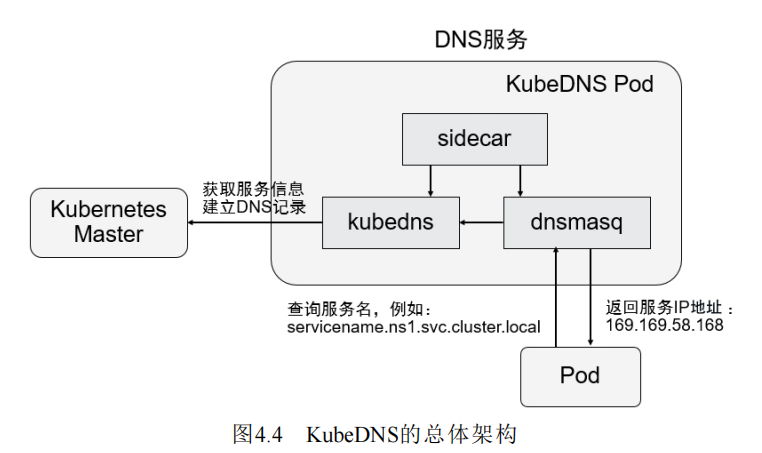 DNS服务
KubeDNS Pod
sidecar
获取服务信息
建立DNS记录
Kubernetes
Master
kubedns
dnsmasq
查询服务名，例如：
servicename.ns1.svc.cluster.local
返回服务IP地址：
169.169.58.168
Pod
图4.4 KubeDNS的总体架构